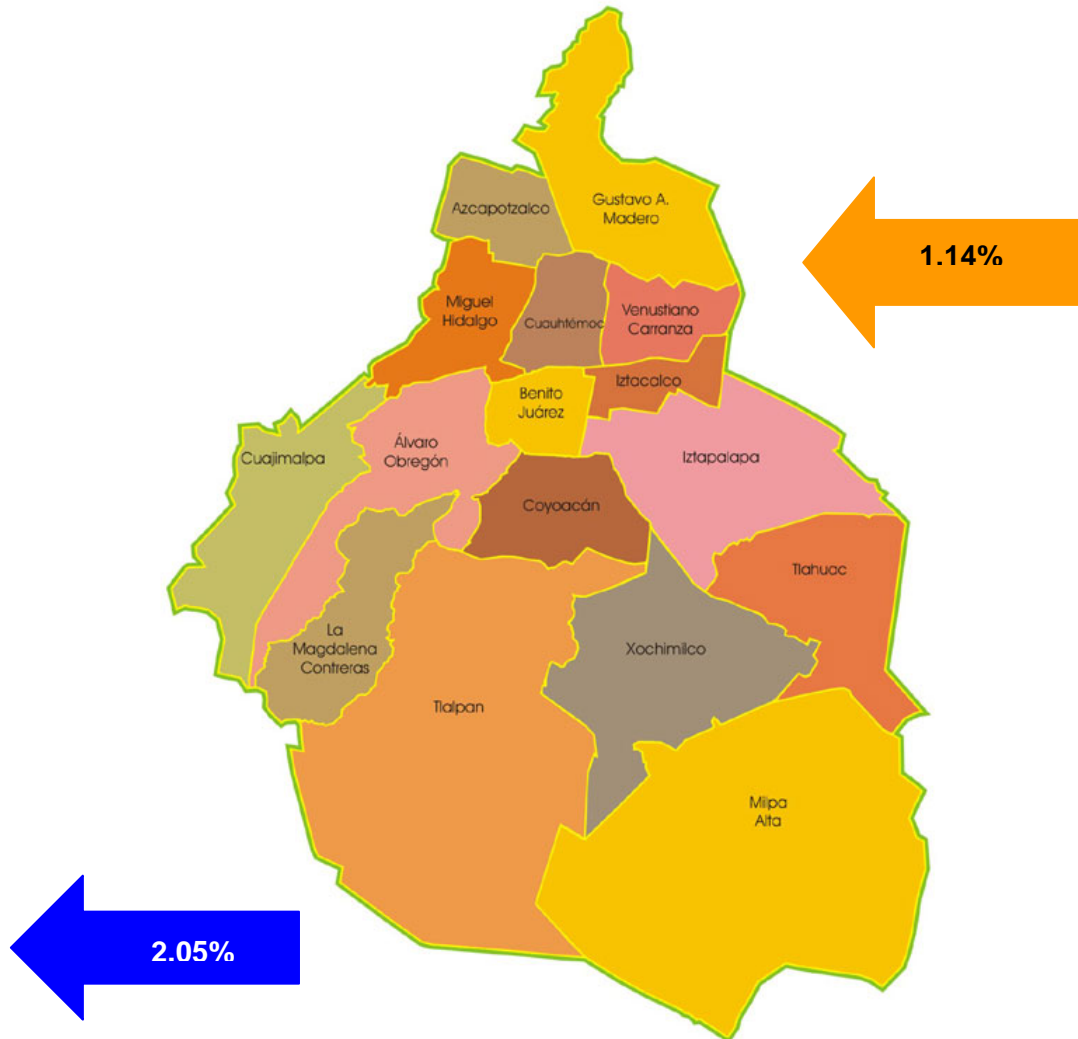 Gustavo A.
Madero
Azcapotzalco
1.14%
Miguel
Hidalgo
Cuauhtémoc
Venustiano
Carranza
Iztacalco
Benito
Juárez
Álvaro
Obregón
Cuajimalpa
Iztapalapa
Coyoacán
Tlahuac
La
Magdalena
Contreras
Xochimilco
Tlalpan
Milpa
Alta
2.05%